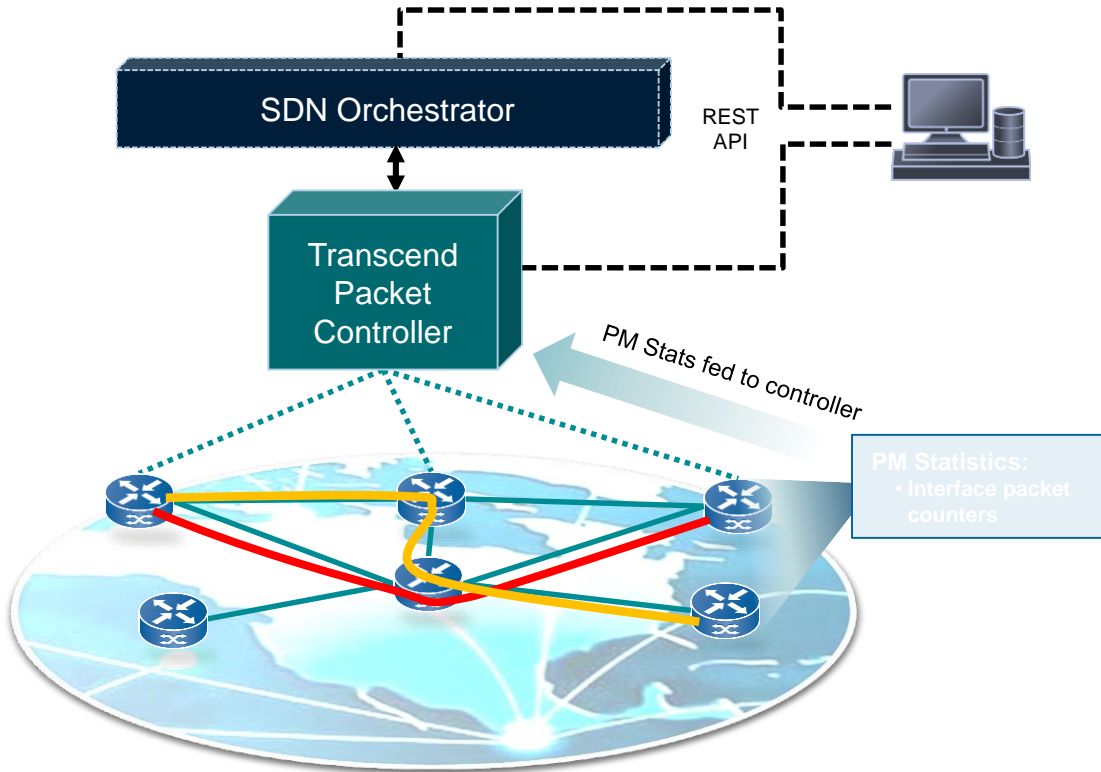 SDN Orchestrator
REST
API
Transcend
Packet
Controller
PM Stats fed to controller
PM Statistics:
• Interface packet
counters